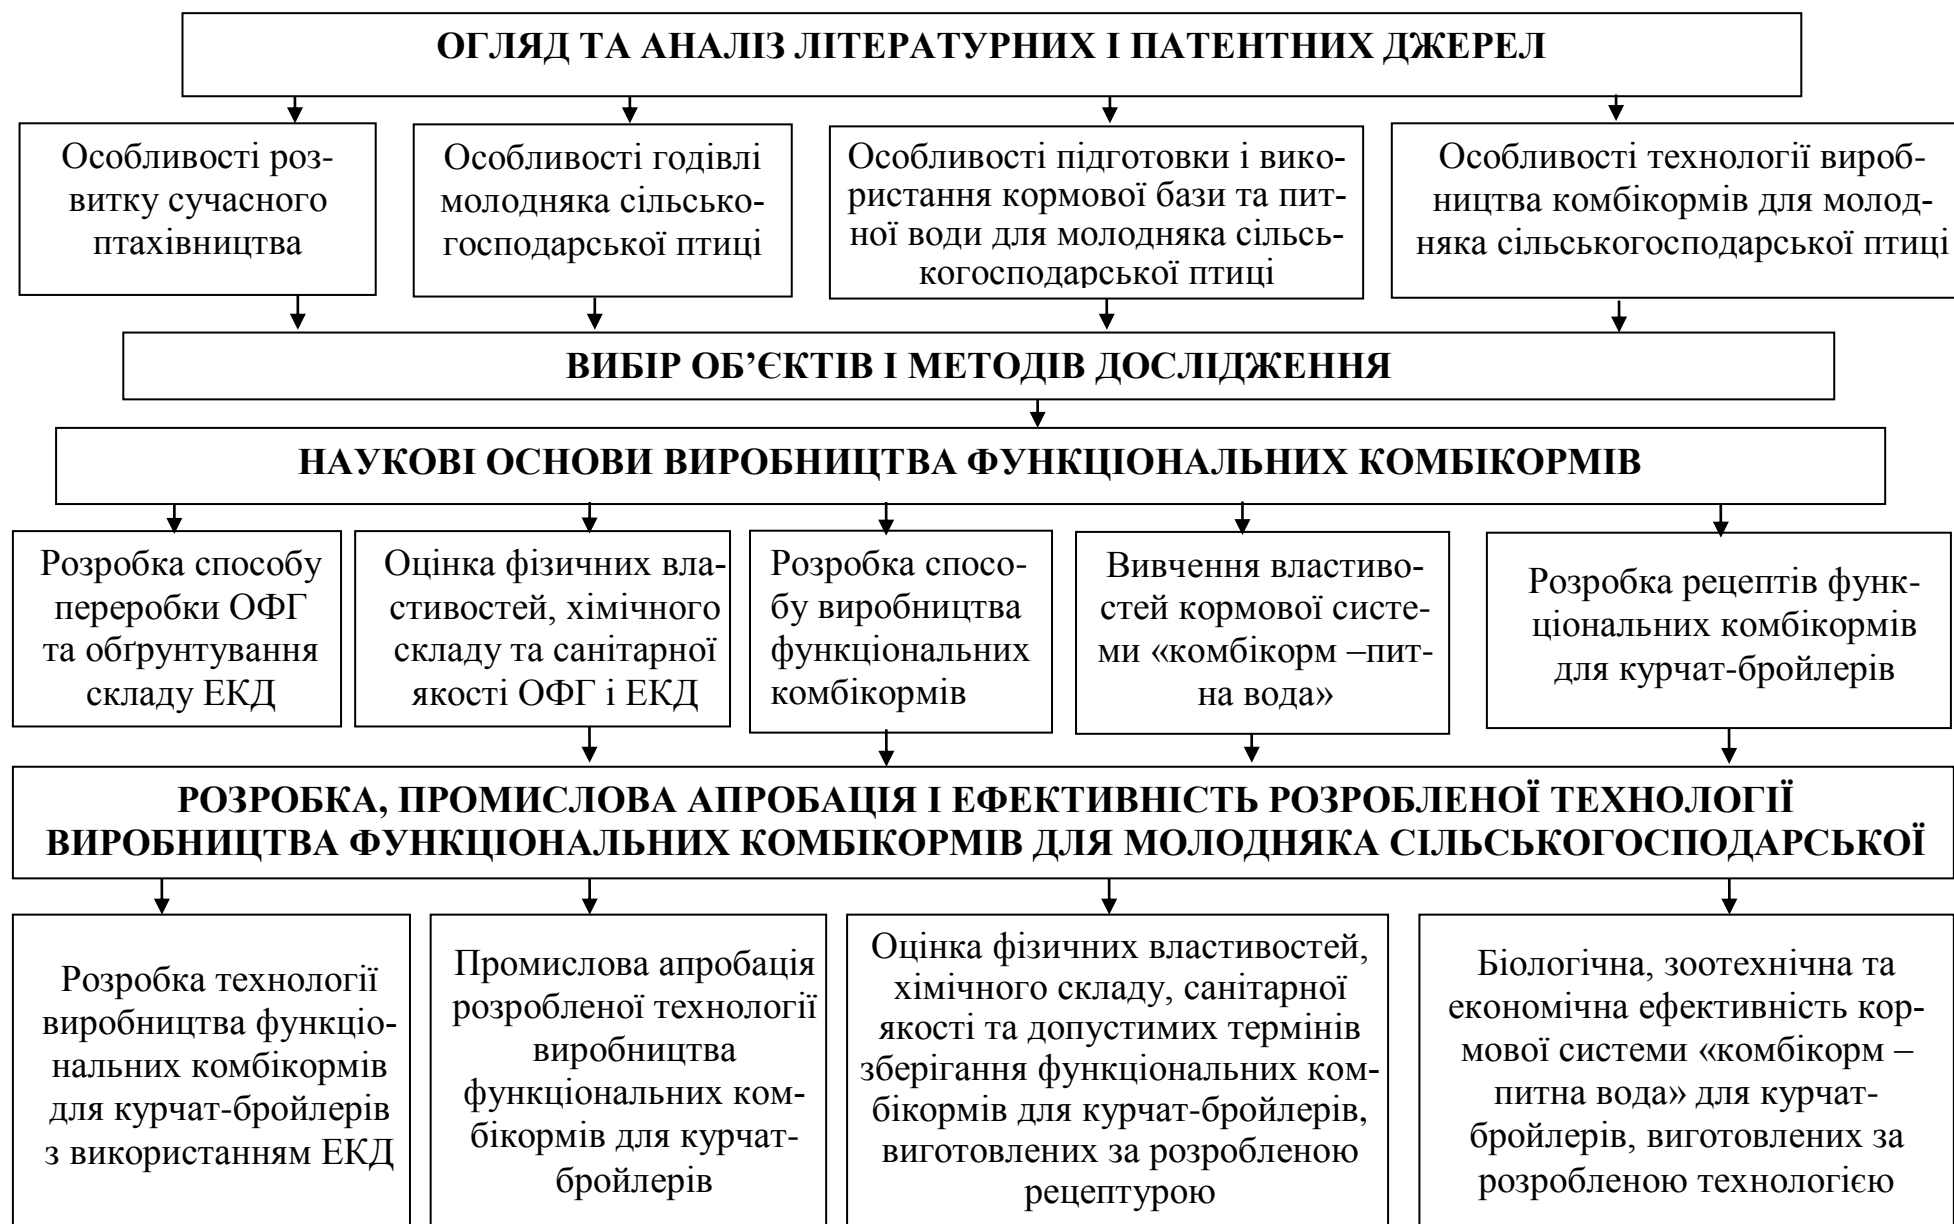 ОГЛЯД ТА АНАЛІЗ ЛІТЕРАТУРНИХ І ПАТЕНТНИХ ДЖЕРЕЛ
Особливості роз-
витку сучасного
птахівництва
Особливості годівлі
молодняка сільсько-
господарської птиці
Особливості підготовки і вико-
ристання кормової бази та пит-
ної води для молодняка сільсь-
когосподарської птиці
Особливості технології вироб-
ництва комбікормів для молод-
няка сільськогосподарської птиці
ВИБІР ОБ’ЄКТІВ І МЕТОДІВ ДОСЛІДЖЕННЯ
НАУКОВІ ОСНОВИ ВИРОБНИЦТВА ФУНКЦІОНАЛЬНИХ КОМБІКОРМІВ
Розробка способу
переробки ОФГ
та обґрунтування
складу ЕКД
Оцінка фізичних вла-
стивостей, хімічного
складу та санітарної
якості ОФГ і ЕКД
Розробка спосо-
бу виробництва
функціональних
комбікормів
Вивчення властиво-
стей кормової систе-
ми «комбікорм –пит-
на вода»
Розробка рецептів функ-
ціональних комбікормів
для курчат-бройлерів
РОЗРОБКА, ПРОМИСЛОВА АПРОБАЦІЯ І ЕФЕКТИВНІСТЬ РОЗРОБЛЕНОЇ ТЕХНОЛОГІЇ
ВИРОБНИЦТВА ФУНКЦІОНАЛЬНИХ КОМБІКОРМІВ ДЛЯ МОЛОДНЯКА СІЛЬСЬКОГОСПОДАРСЬКОЇ
Розробка технології
виробництва функціо-
нальних комбікормів
для курчат-бройлерів
з використанням ЕКД
Промислова апробація
розробленої технології
виробництва
функціональних ком-
бікормів для курчат-
бройлерів
Оцінка фізичних властивостей,
хімічного складу, санітарної
якості та допустимих термінів
зберігання функціональних ком-
бікормів для курчат-бройлерів,
виготовлених за розробленою
рецептурою
Біологічна, зоотехнічна та
економічна ефективність кор-
мової системи «комбікорм –
питна вода» для курчат-
бройлерів, виготовлених за
розробленою технологією